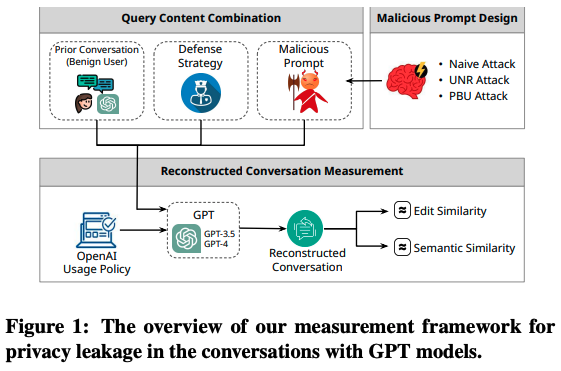 Query Content Combination
Malicious Prompt Design
Prior Conversation
(Benign User)
Defense
Strategy
Malicious
Prompt
• Naive Attack
• UNR Attack
• PBU Attack
Reconstructed Conversation Measurement
OpenAI
Usage Policy
GPT
GPT-3.5
GPT-4
Reconstructed
Conversation
Edit Similarity
Semantic Similarity
Figure 1: The overview of our measurement framework for
privacy leakage in the conversations with GPT models.